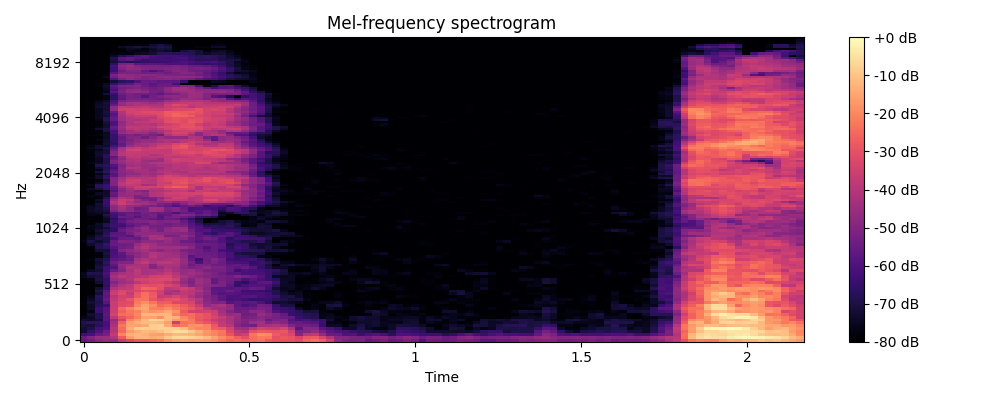 Mel-frequency spectrogram
Hz
8192
4096
2048
1024
512
0
0
0.5
1
1.5
2
Time
+0 dB
-10 dB
-20 dB
-30 dB
-40 dB
-50 dB
-60 dB
-70 dB
-80 dB